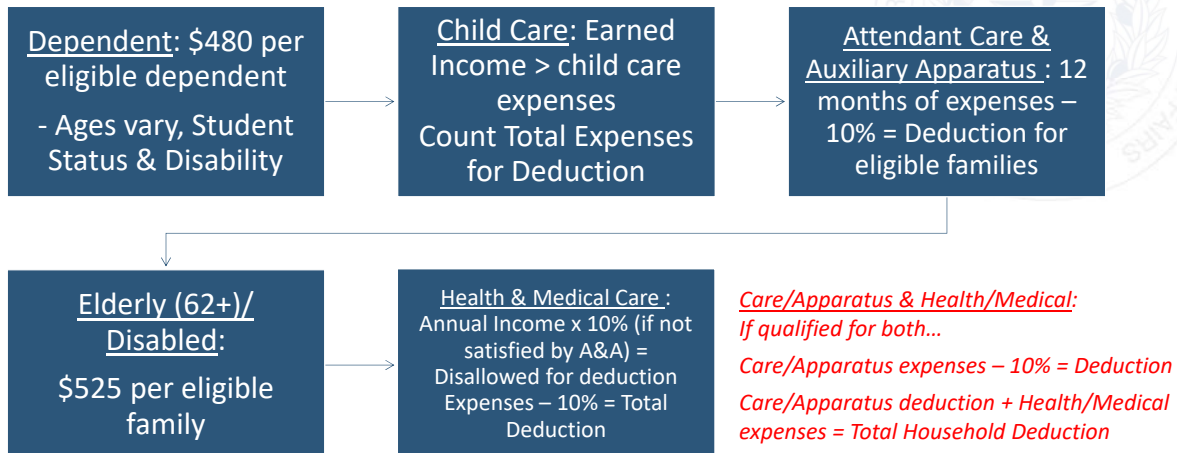 Dependent: $480 per
eligible dependent
- Ages vary, Student
Status & Disability
Child Care: Earned
Income > child care
expenses
Count Total Expenses
for Deduction
Attendant Care &
Auxiliary Apparatus : 12
months of expenses –
10% = Deduction for
eligible families
Elderly (62+)/
Disabled:
$525 per eligible
family
Health & Medical Care :
Annual Income x 10% (if not
satisfied by A&A) =
Disallowed for deduction
Expenses – 10% = Total
Deduction
Care/Apparatus & Health/Medical:
If qualified for both…
Care/Apparatus expenses – 10% = Deduction
Care/Apparatus deduction + Health/Medical
expenses = Total Household Deduction